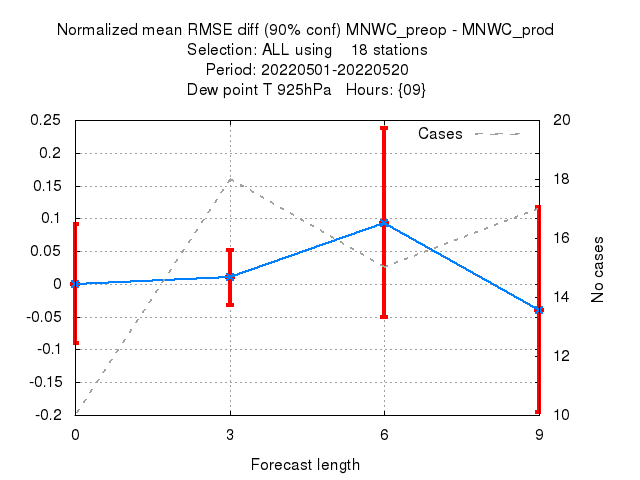 Normalized mean RMSE diff (90% conf) MNWC_preop - MNWC_prod
Selection: ALL using    18 stations
Period: 20220501-20220520
Dew point T 925hPa   Hours: {09}
Cases
0.25
0.2
0.15
0.1
0.05
0
-0.05
-0.1
-0.15
-0.2
20
18
16
14
12
10
No cases
0
3
6
9
Forecast length